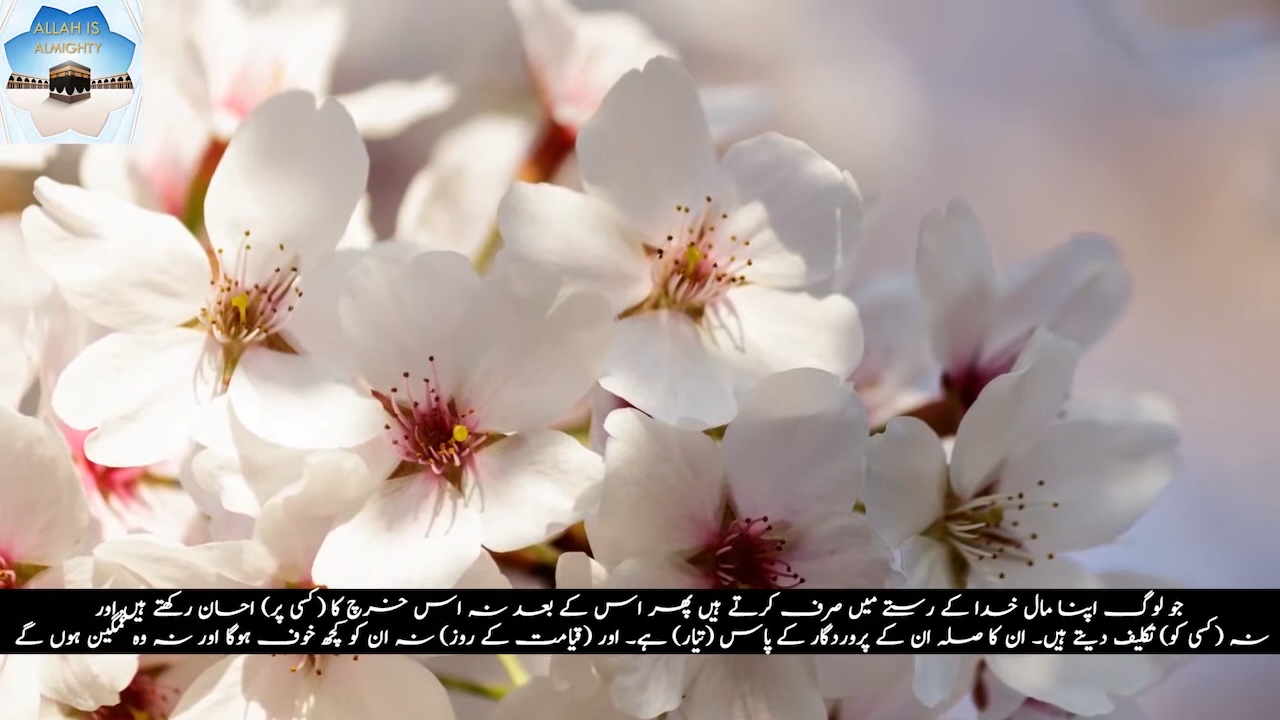 ALLAH IS
ALMIGHTY
جو لوگ اپنا مال خدا کے رستے میں صرف کرتے ہیں پھر اس کے بعد نہ اس خرچ کا (کسی پر) احسان رکھتے ہیں اور
نہ (کسی کو) تکلیف دیتے ہیں۔ ان کا صلہ ان کے پروردگار کے پاس (تیار) ہے۔ اور (قیامت کے روز) نہ ان کو کچھ خوف ہوگا اور نہ وہ غمگین ہوں گے